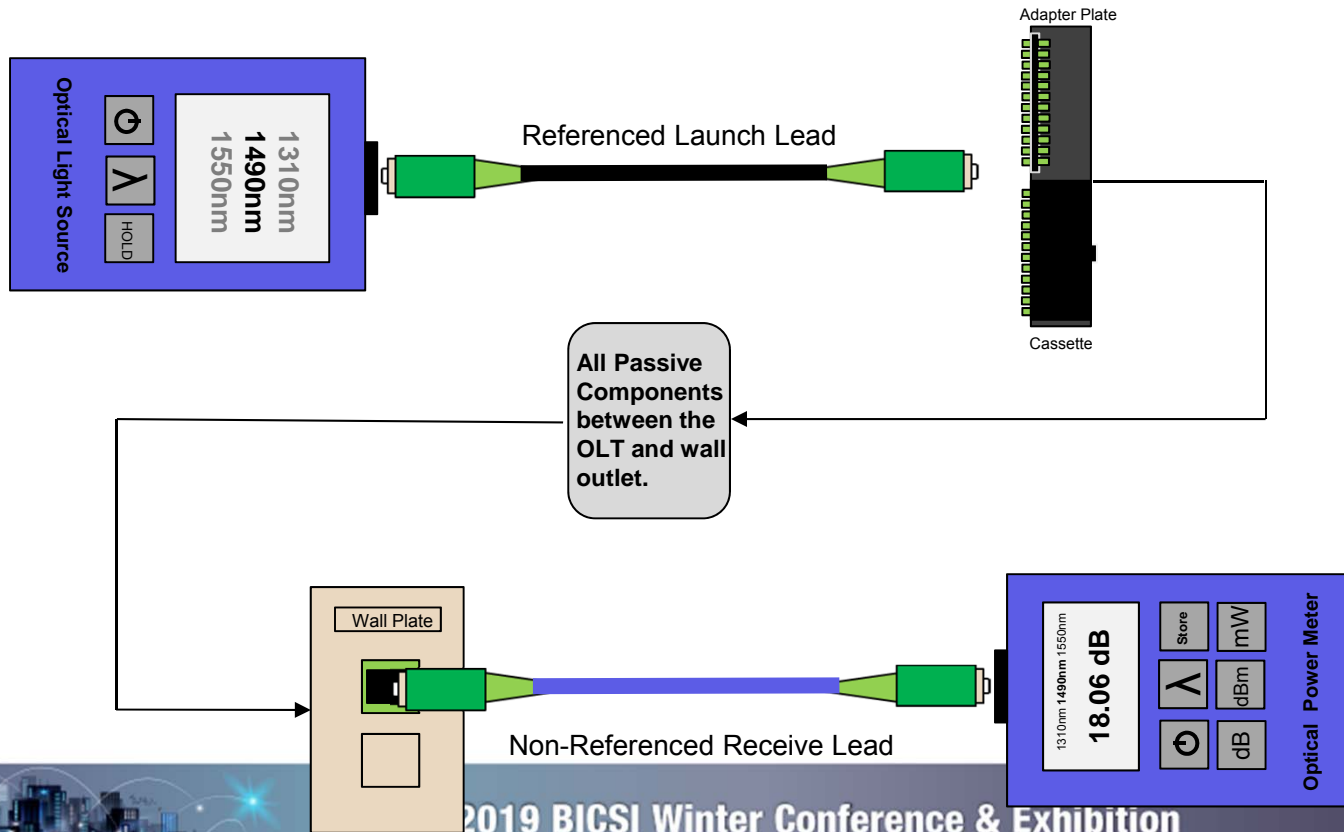 Adapter Plate
Optical Light Source
λ
HOLD
1310nm
1490nm
1550nm
Referenced Launch Lead
Cassette
All Passive
Components
between the
OLT and wall
outlet.
Wall Plate
Non-Referenced Receive Lead
1310nm 1490nm 1550nm
18.06 dB
Store
mW
λ
dBm
dB
Optical Power Meter
2019 BICSI Winter Conference & Exhibition